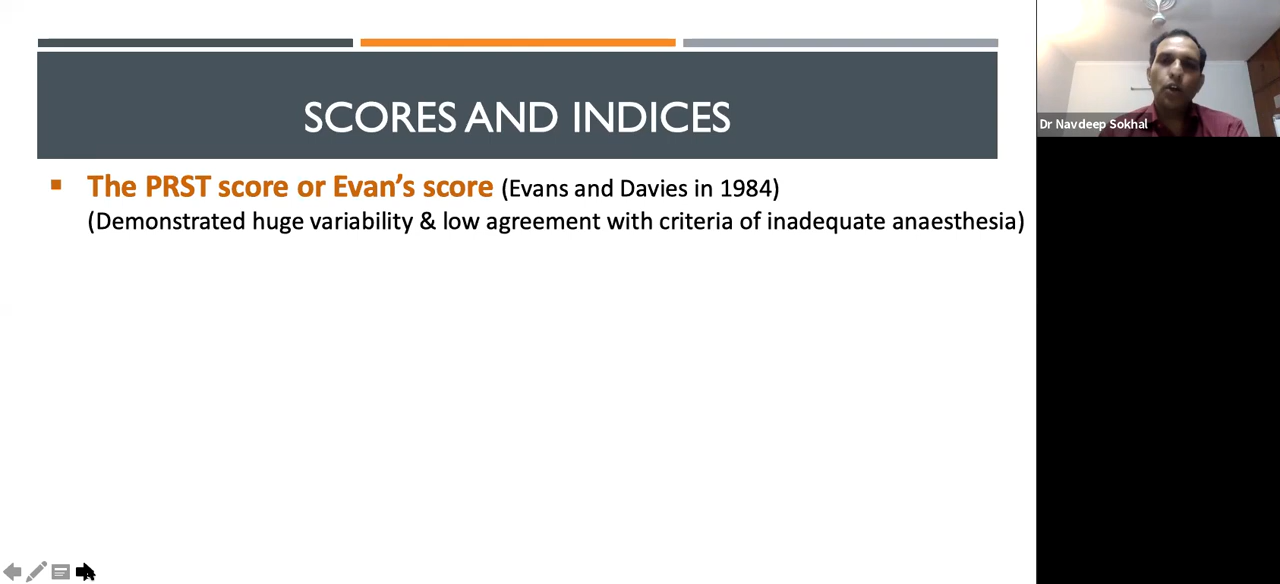 SCORES AND INDICES
The PRST score or Evan's score (Evans and Davies in 1984)
(Demonstrated huge variability & low agreement with criteria of inadequate anaesthesia)
Dr Navdeep Sokhal